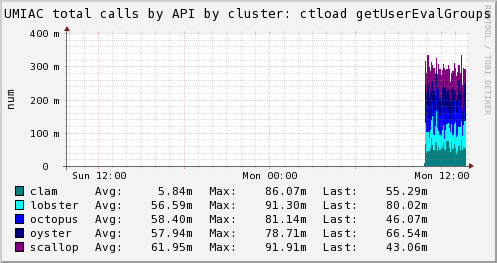 UMIAC total calls by API by cluster: ctload getUserEvalGroups
RRDTOOL / TOBI OETIKER
num
400 m
300 m
200 m
100 m
0
Sun 12:00 Mon 00:00 Mon 12:00
clam Avg: 5.84m Max: 86.07m Last: 55.29m
lobster Avg: 56.59m Max: 91.30m Last: 80.02m
octopus Avg: 58.40m Max: 81.14m Last: 46.07m
oyster Avg: 57.94m Max: 78.71m Last: 66.54m
scallop Avg: 61.95m Max: 91.91m Last: 43.06m